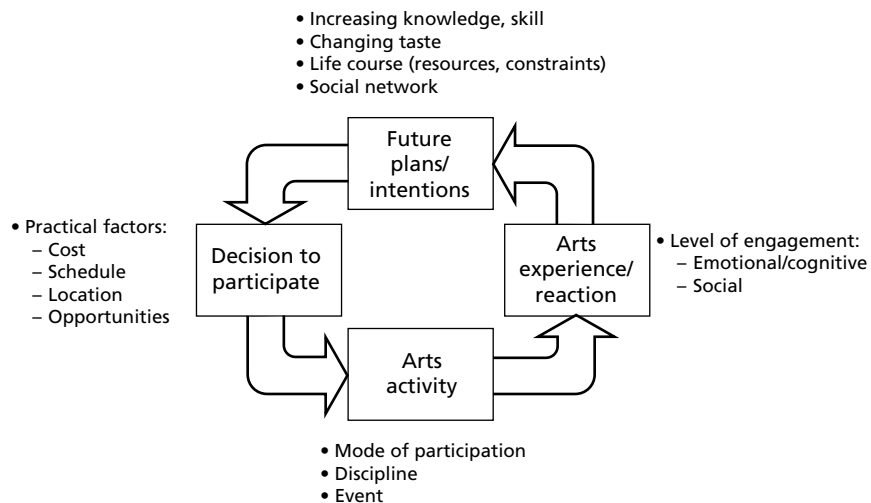 • Increasing knowledge, skill
• Changing taste
• Life course (resources, constraints)
• Social network
Future
plans/
intentions
• Practical factors:
– Cost
– Schedule
– Location
– Opportunities
Decision to
participate
Arts
experience/
reaction
• Level of engagement:
– Emotional/cognitive
– Social
Arts
activity
• Mode of participation
• Discipline
• Event